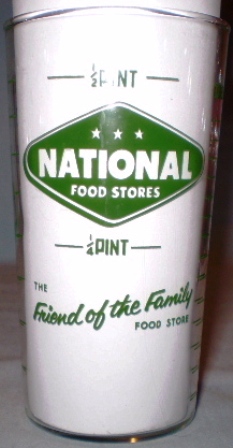 ½ PINT
NATIONAL
FOOD STORES
¼ PINT
THE
Friend of the Family
FOOD STORE